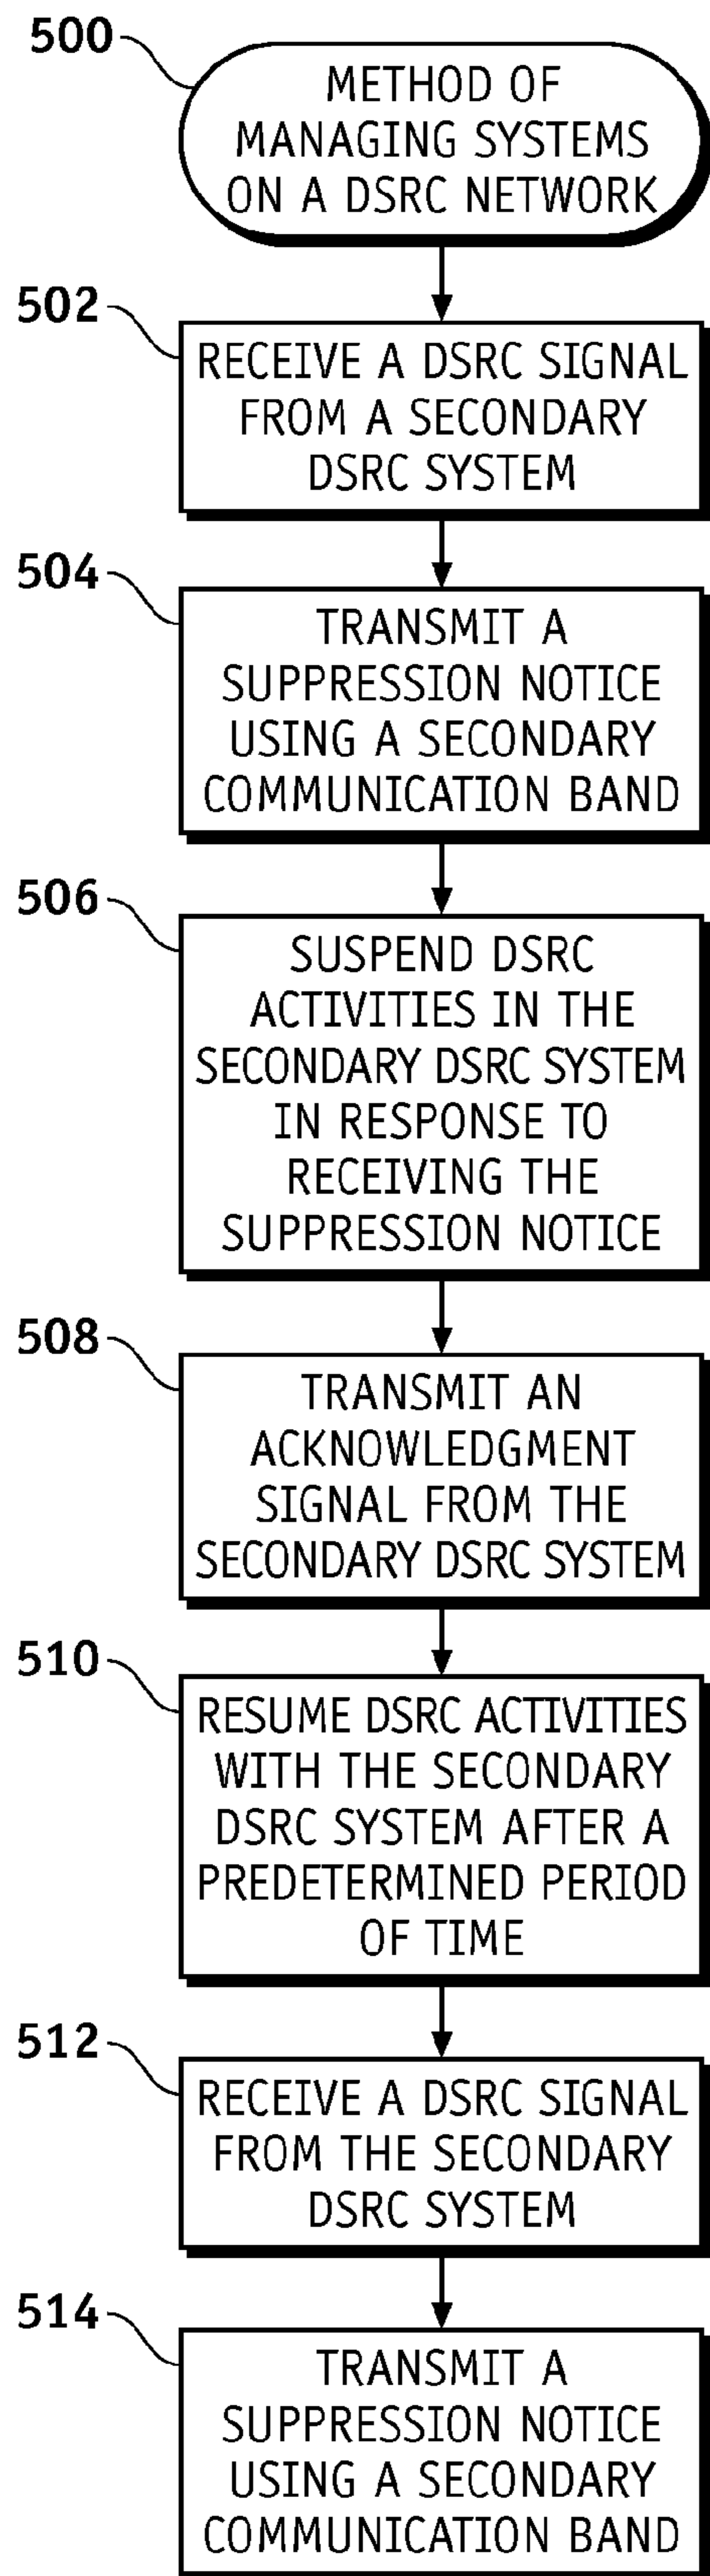 500
METHOD OF
MANAGING SYSTEMS
ON A DSRC NETWORK
502
RECEIVE A DSRC SIGNAL
FROM A SECONDARY
DSRC SYSTEM
504
TRANSMIT A
SUPPRESSION NOTICE
USING A SECONDARY
COMMUNICATION BAND
506
SUSPEND DSRC
ACTIVITIES IN THE
SECONDARY DSRC SYSTEM
IN RESPONSE TO
RECEIVING THE
SUPPRESSION NOTICE
508
TRANSMIT AN
ACKNOWLEDGMENT
SIGNAL FROM THE
SECONDARY DSRC SYSTEM
510
RESUME DSRC ACTIVITIES
WITH THE SECONDARY
DSRC SYSTEM AFTER A
PREDETERMINED PERIOD
OF TIME
512
RECEIVE A DSRC SIGNAL
FROM THE SECONDARY
DSRC SYSTEM
514
TRANSMIT A
SUPPRESSION NOTICE
USING A SECONDARY
COMMUNICATION BAND